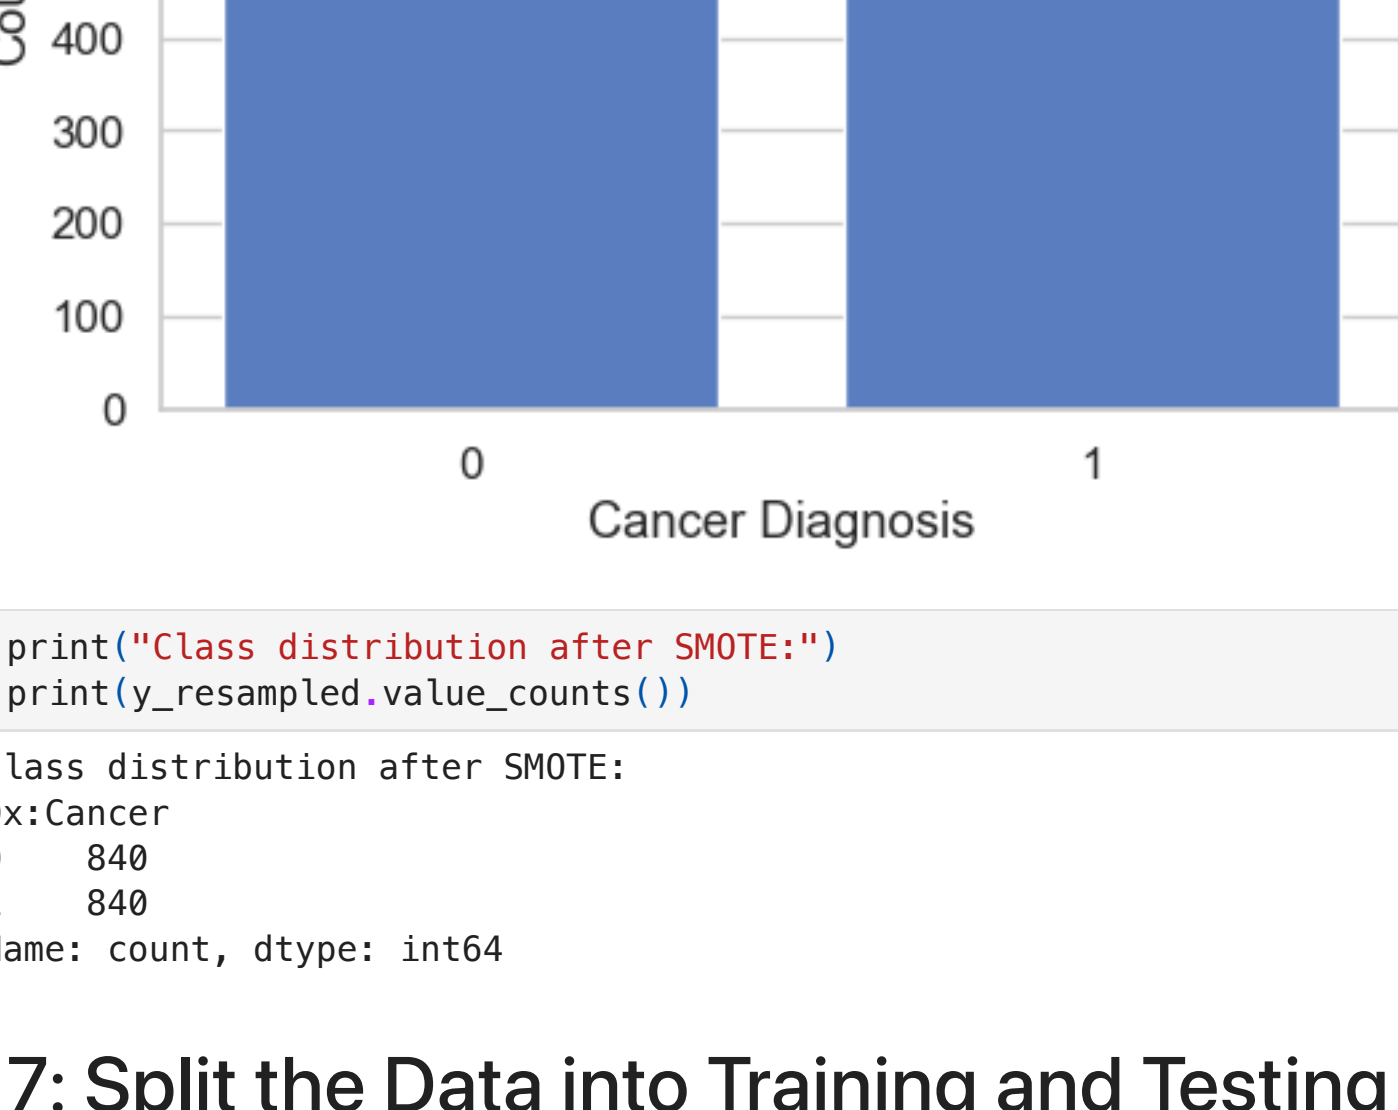 400
300
200
100
0
0 1
Cancer Diagnosis
print("Class distribution after SMOTE:")
print(y_resampled.value_counts())
lass distribution after SMOTE:
x:Cancer
840
840
ame: count, dtype: int64
7: Split the Data into Training and Testing